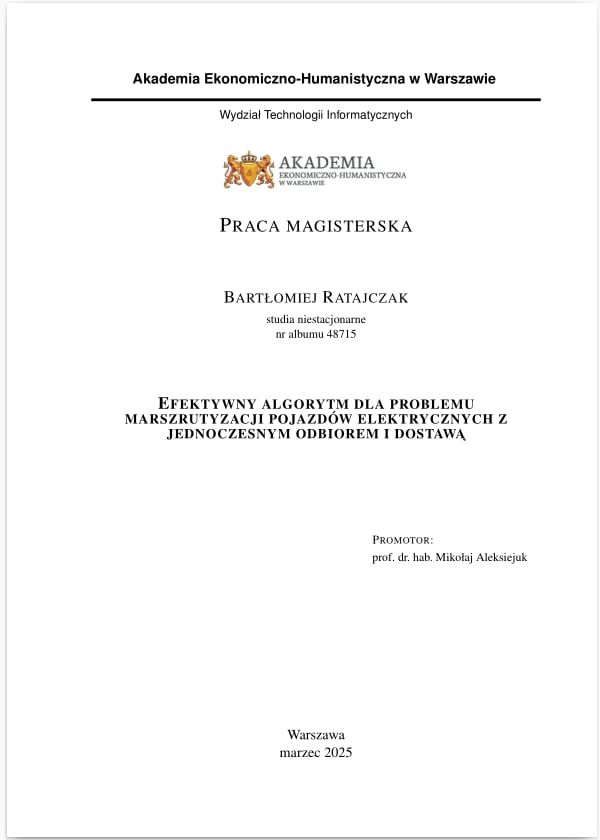 Akademia Ekonomiczno-Humanistyczna w Warszawie
Wydział Technologii Informatycznych
AKADEMIA
EKONOMICZNO-HUMANISTYCZNA
W WARSZAWIE
PRACA MAGISTERSKA
BARTŁOMIEJ RATAJCZAK
studia niestacjonarne
nr albumu 48715
EFEKTYWNY ALGORYTM DLA PROBLEMU
MARSZRUTYZACJI POJAZDÓW ELEKTRYCZNYCH Z
JEDNOCZESNYM ODBIOREM I DOSTAWĄ
PROMOTOR:
prof. dr. hab. Mikołaj Aleksiejuk
Warszawa
marzec 2025